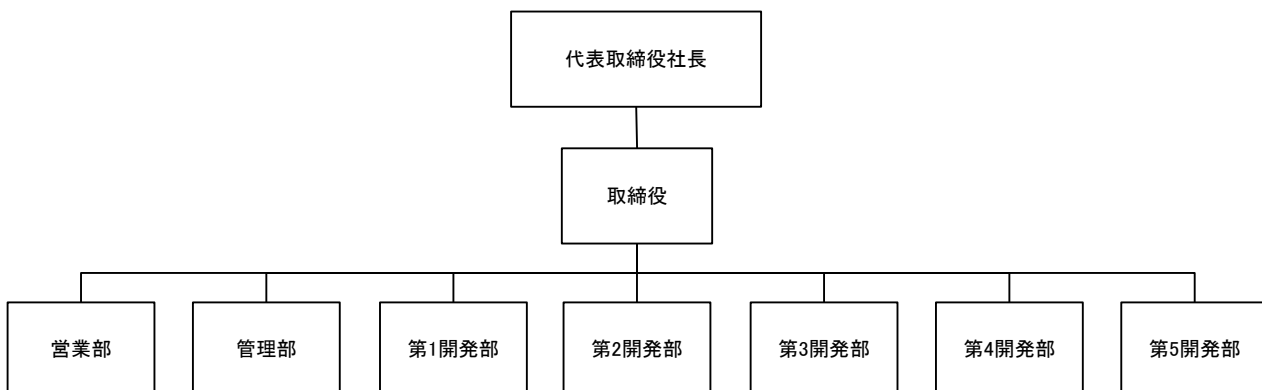 代表取締役社長
取締役
営業部
管理部
第1開発部
第2開発部
第3開発部
第4開発部
第5開発部